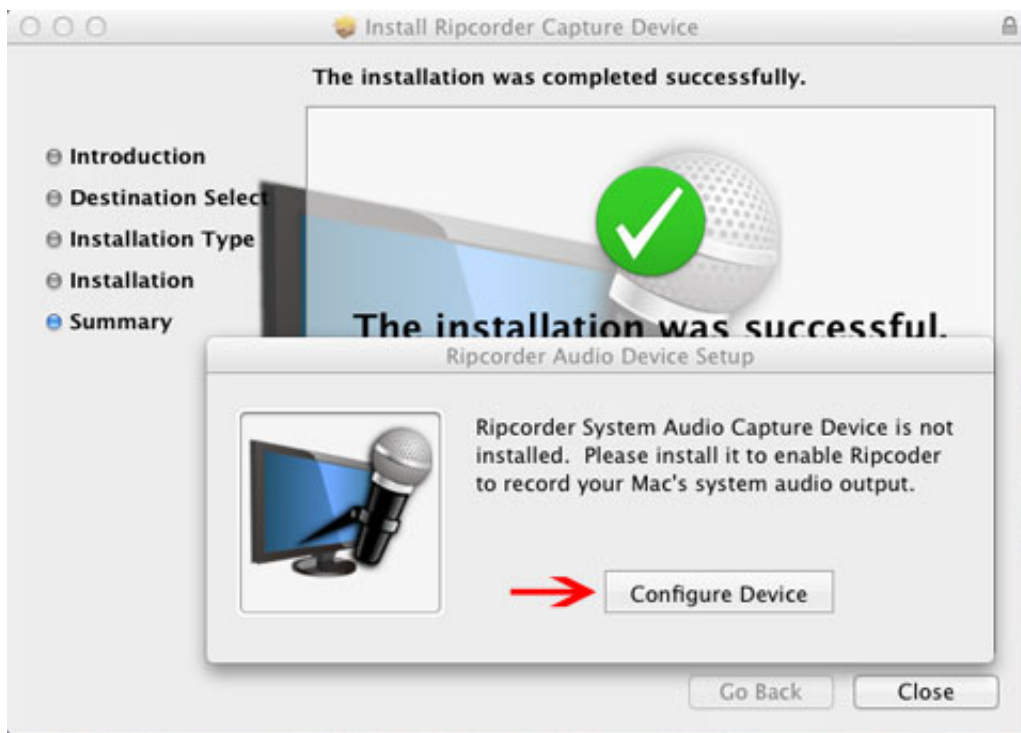 Install Ripcorder Capture Device
The installation was completed successfully.
Introduction
Destination Select
Installation Type
Installation
Summary
The installation was successful.
Ripcorder Audio Device Setup
Ripcorder System Audio Capture Device is not
installed. Please install it to enable Ripcoder
to record your Mac's system audio output.
Configure Device
Go Back
Close